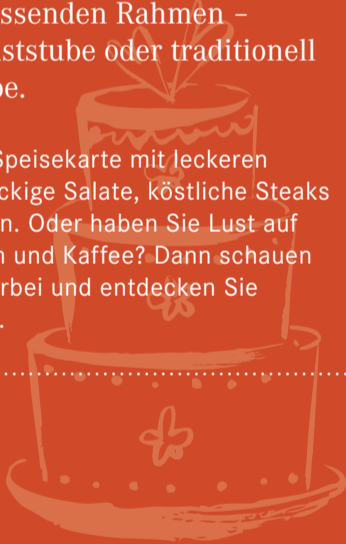 ssenden Rahmen –
ststube oder traditionell
be.
Speisekarte mit leckeren
ckige Salate, köstliche Steaks
n. Oder haben Sie Lust auf
n und Kaffee? Dann schauen
rbei und entdecken Sie
.